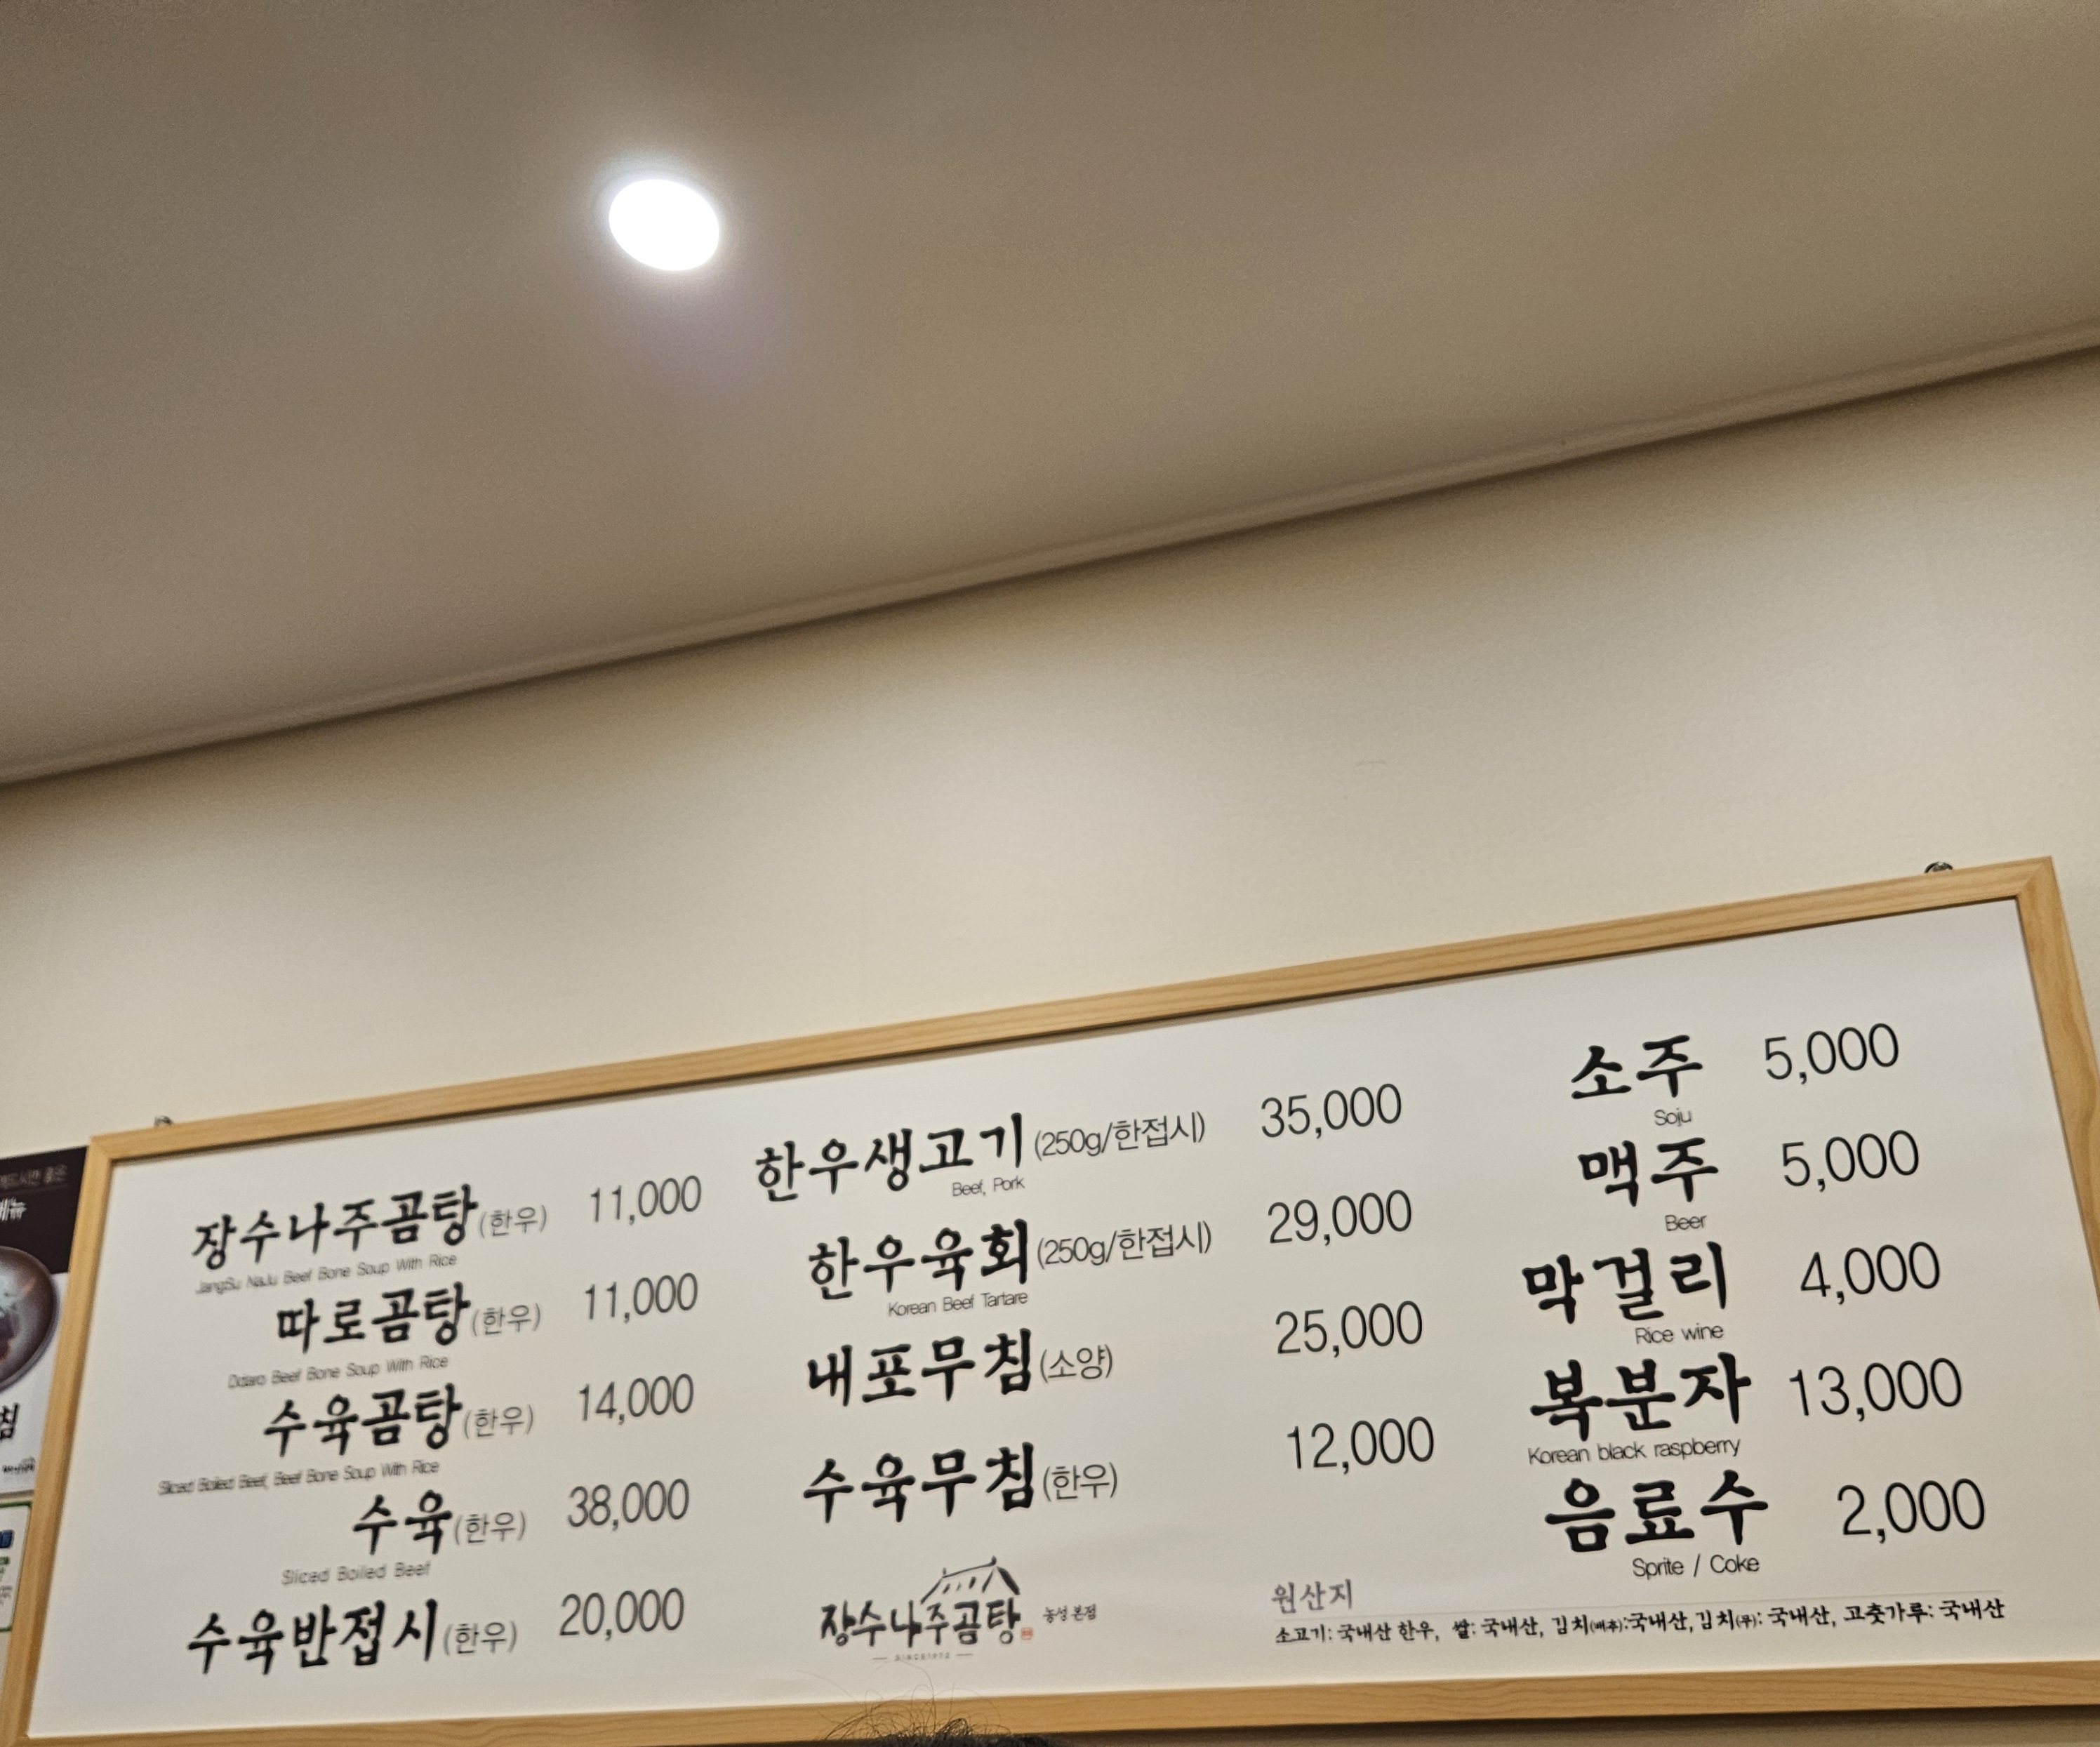 장수나주곰탕(한우) 11,000
JangSu NaJu Beef Bone Soup With Rice
따로곰탕(한우) 11,000
Beef Bone Soup With Rice
수육곰탕(한우) 14,000
Sliced Boiled Beef, Beef Bone Soup With Rice
수육(한우) 38,000
Sliced Boiled Beef
수육반접시(한우) 20,000
한우생고기(250g/한접시) 35,000
Beef, Pork
한우육회(250g/한접시) 29,000
Korean Beef Tartare
내포무침(소양) 25,000
수육무침(한우) 12,000
장수나주곰탕 농성 본점
SINCE1972
소주 5,000
Soju
맥주 5,000
Beer
막걸리 4,000
Rice wine
복분자 13,000
Korean black raspberry
음료수 2,000
Sprite / Coke
원산지
소고기: 국내산 한우, 쌀: 국내산, 김치(배추):국내산, 김치(무): 국내산, 고춧가루: 국내산